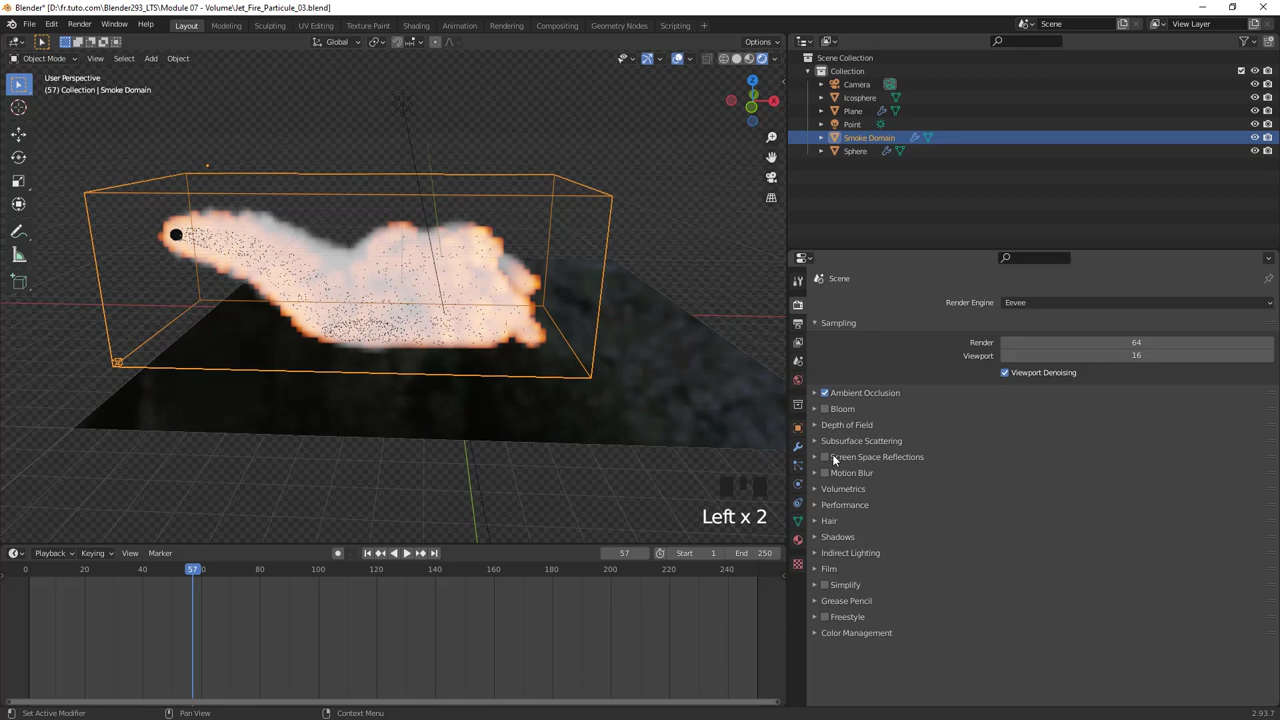 Blender* [D:\fr.tuto.com\Blender293_LTS\Module 07 - Volume\Jet_Fire_Particule_03.blend]
File Edit Render Window Help Layout Modeling Sculpting UV Editing Texture Paint Shading Animation Rendering Compositing Geometry Nodes Scripting Scene View Layer
Global Options
Object Mode View Select Add Object
User Perspective
(57) Collection | Smoke Domain
Scene Collection
Collection
Camera
Icosphere
Plane
Point
Smoke Domain
Sphere
Scene
Render Engine Eevee
Sampling
Render 64
Viewport 16
Viewport Denoising
Ambient Occlusion
Bloom
Depth of Field
Subsurface Scattering
Screen Space Reflections
Motion Blur
Volumetrics
Performance
Hair
Shadows
Indirect Lighting
Film
Simplify
Grease Pencil
Freestyle
Color Management
Left x 2
Playback Keying View Marker 57 Start 1 End 250
0 20 40 57 0 80 100 120 140 160 180 200 220 240
Set Active Modifier Pan View Context Menu 2.93.7